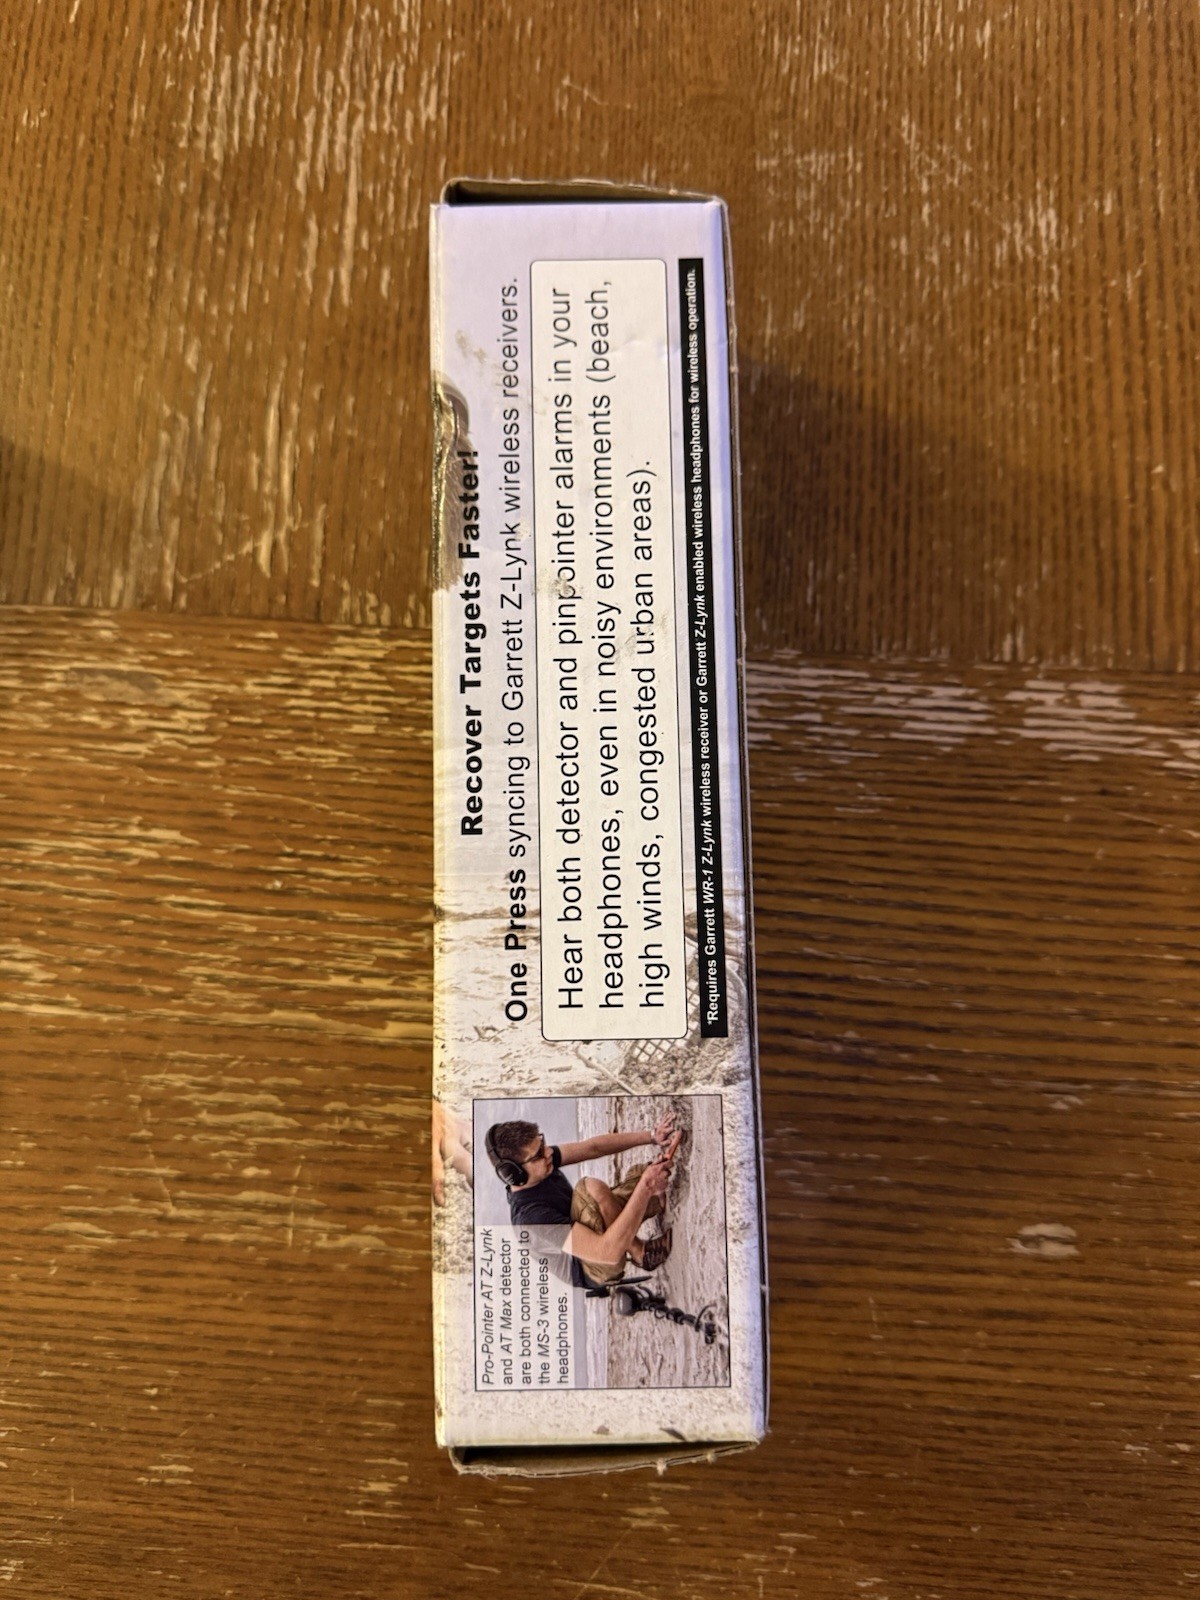 Recover Targets Faster!
One Press syncing to Garrett Z-Lynk wireless receivers.
Hear both detector and pinpointer alarms in your
headphones, even in noisy environments (beach,
high winds, congested urban areas).
*Requires Garrett WR-1 Z-Lynk wireless receiver or Garrett Z-Lynk enabled wireless headphones for wireless operation.
Pro-Pointer AT Z-Lynk
and AT Max detector
are both connected to
the MS-3 wireless
headphones.